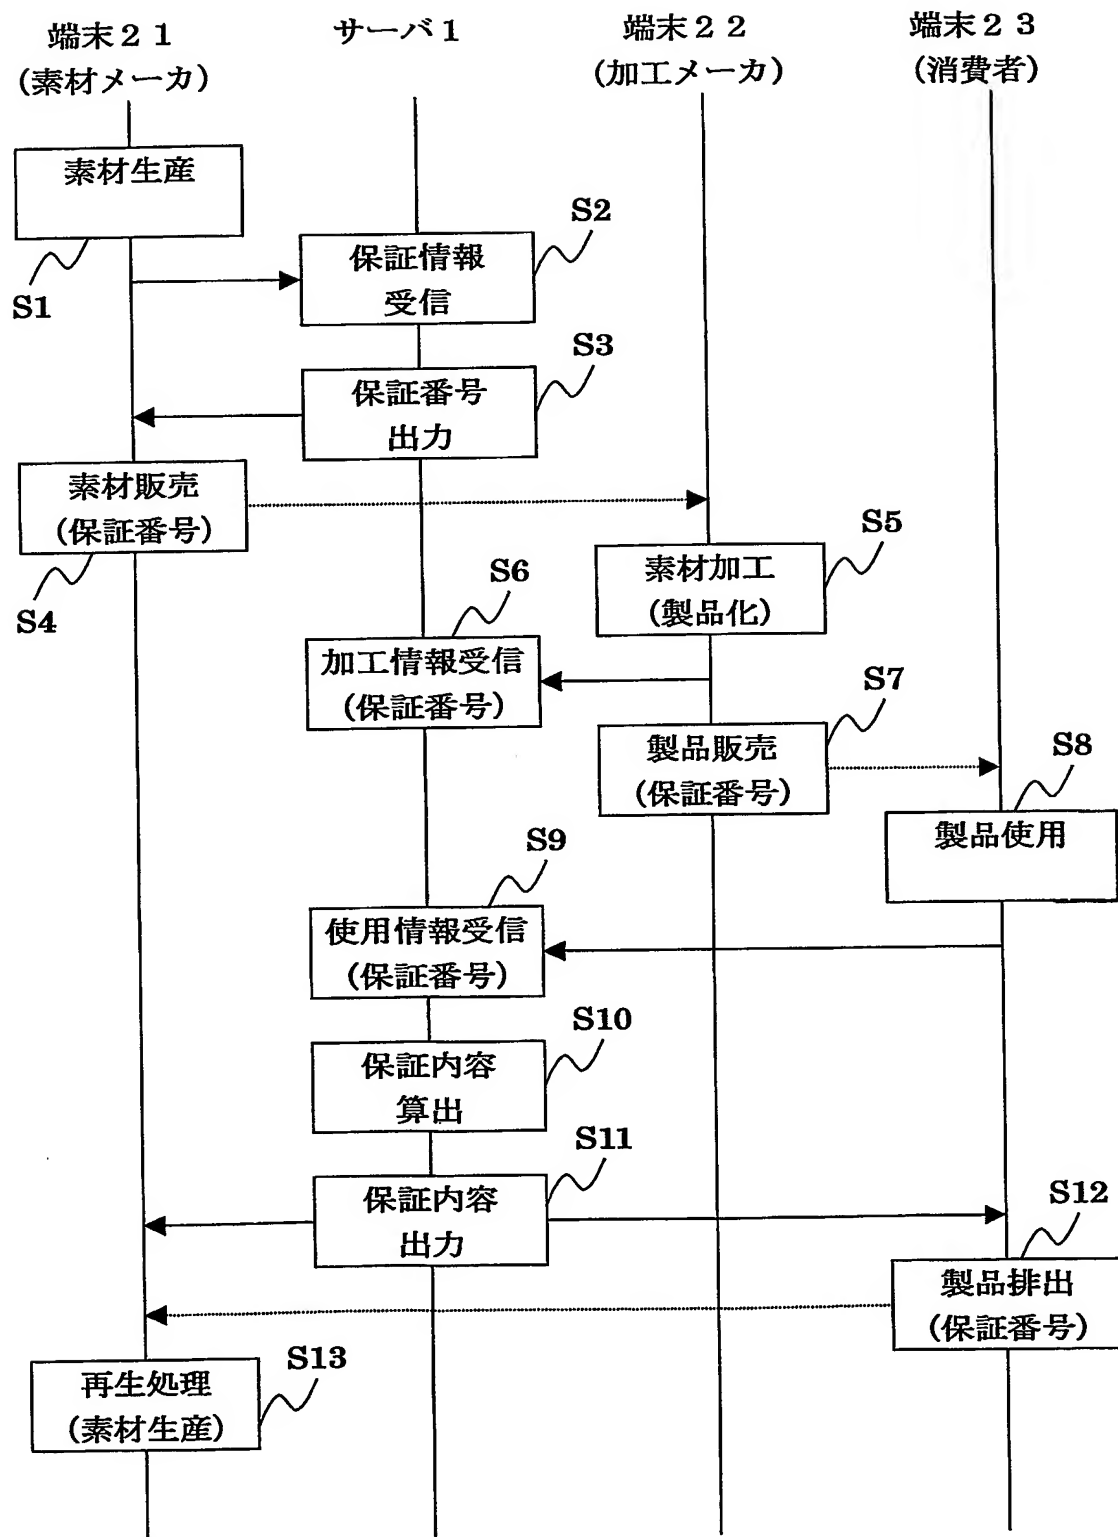 端末２１
(素材メーカ)
サーバ１
端末２２
(加工メーカ)
端末２３
(消費者)
素材生産
S1
保証情報
受信
S2
保証番号
出力
S3
素材販売
(保証番号)
S4
素材加工
(製品化)
S5
加工情報受信
(保証番号)
S6
製品販売
(保証番号)
S7
製品使用
S8
使用情報受信
(保証番号)
S9
保証内容
算出
S10
保証内容
出力
S11
製品排出
(保証番号)
S12
再生処理
(素材生産)
S13